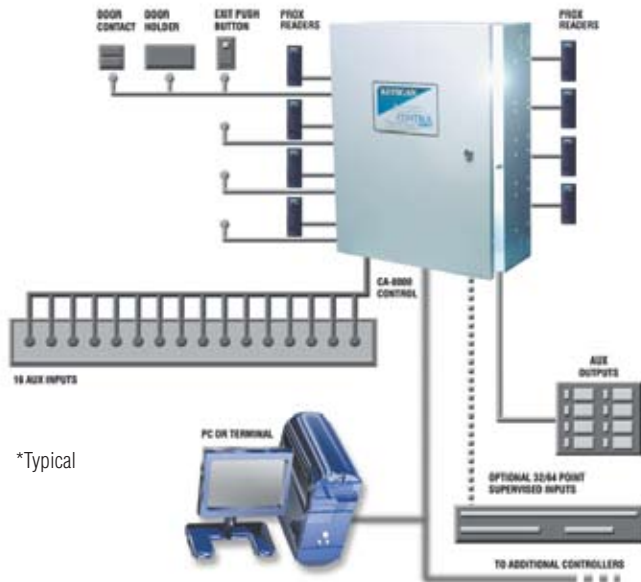 DOOR
CONTACT
DOOR
HOLDER
EXIT PUSH
BUTTON
PROX
READERS
PROX
READERS
KEYSCAN
CA-8000
CONTROL
16 AUX INPUTS
AUX
OUTPUTS
PC OR TERMINAL
*Typical
OPTIONAL 32/64 POINT
SUPERVISED INPUTS
TO ADDITIONAL CONTROLLERS